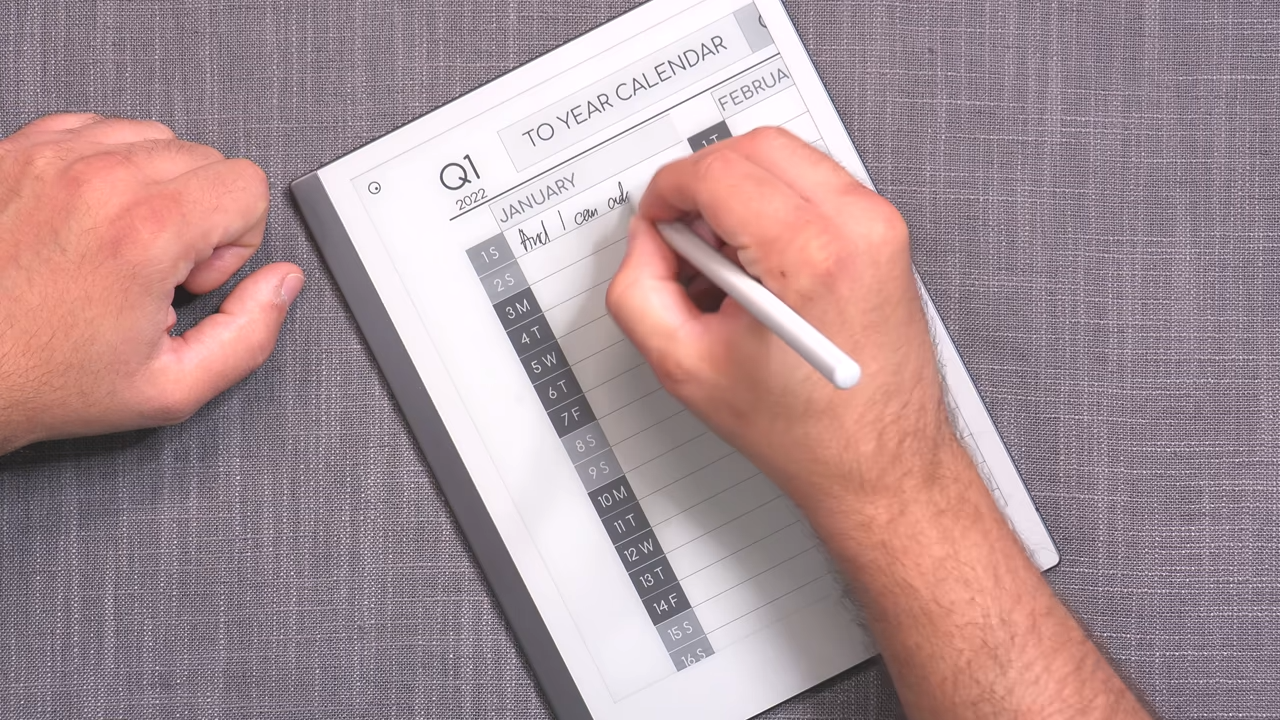 TO YEAR CALENDAR
Q1
2022
JANUARY
FEBRUA
And I can
1 S
2 S
3 M
4 T
5 W
6 T
7 F
8 S
9 S
10 M
11 T
12 W
13 T
14 F
15 S
16 S
1 T